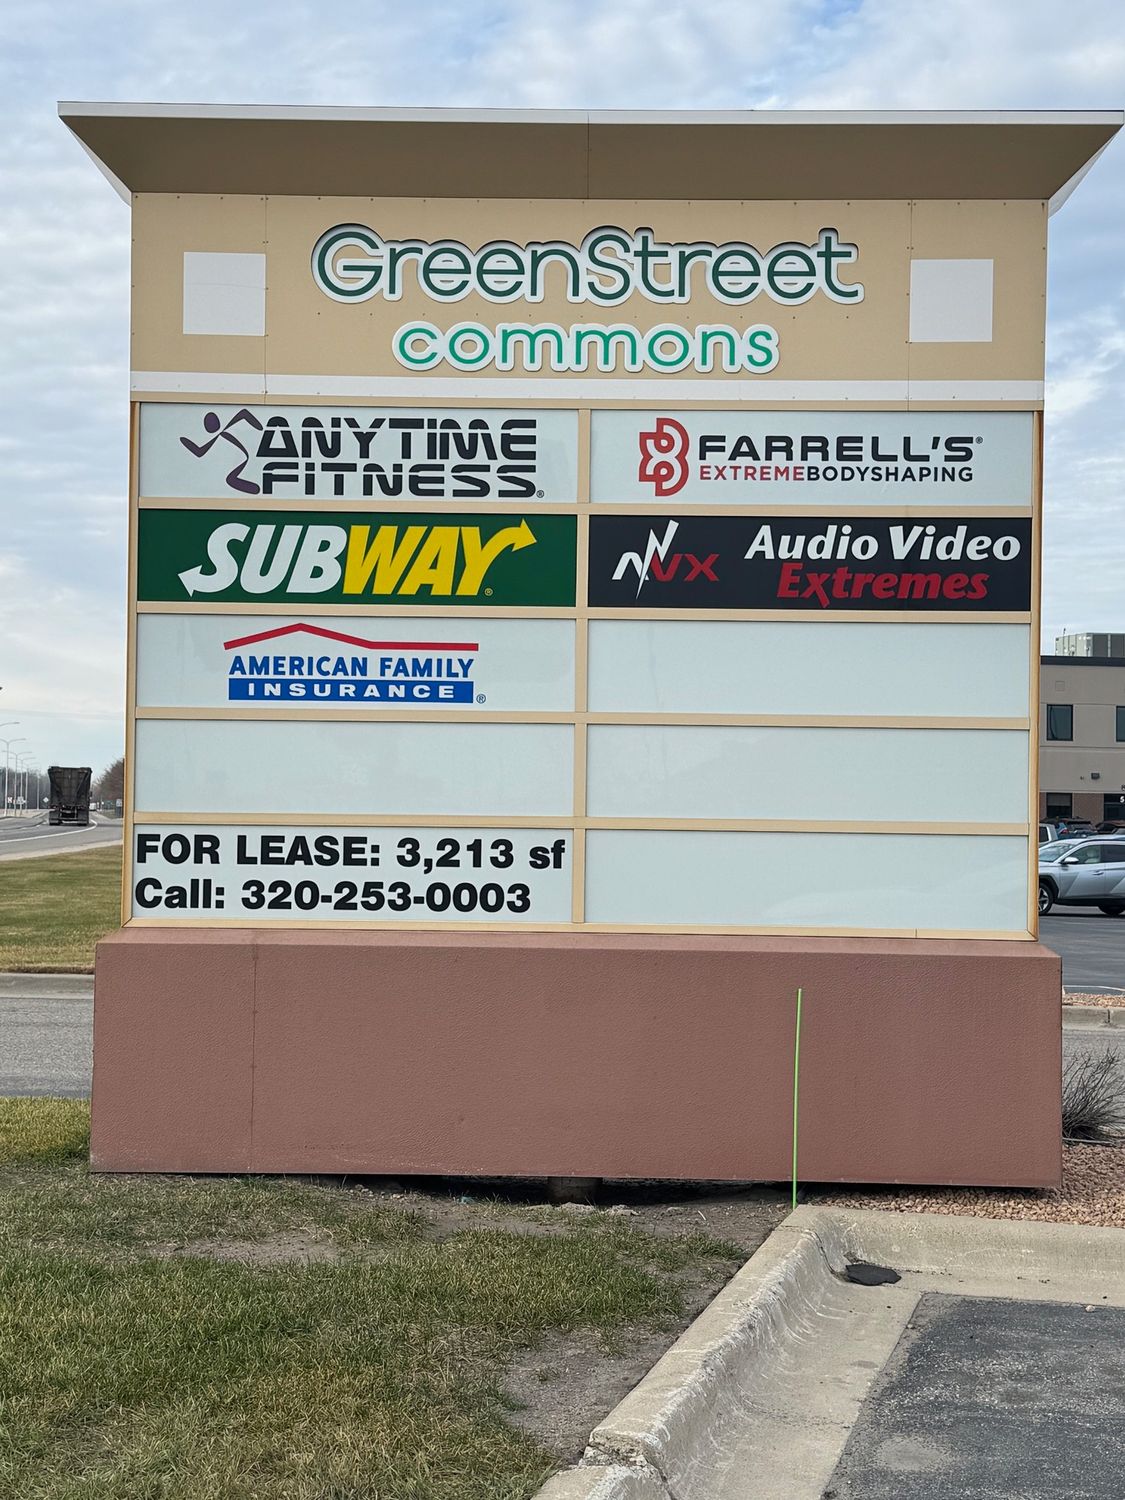 GreenStreet
commons
ANYTIME
FITNESS®
FARRELL'S®
EXTREMEBODYSHAPING
SUBWAY®
AVX
Audio Video
Extremes
AMERICAN FAMILY
INSURANCE®
FOR LEASE: 3,213 sf
Call: 320-253-0003